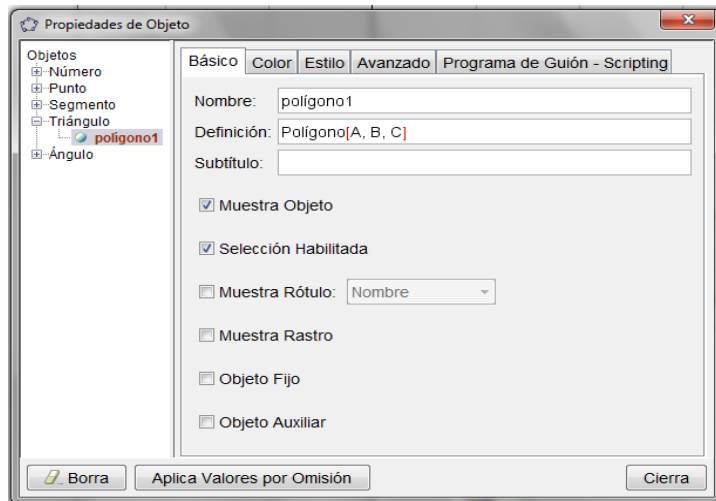 Propiedades de Objeto
Objetos
Número
Punto
Segmento
Triángulo
polígono1
Ángulo
Básico Color Estilo Avanzado Programa de Guión - Scripting
Nombre: polígono1
Definición: Polígono[A, B, C]
Subtítulo:
Muestra Objeto
Selección Habilitada
Muestra Rótulo: Nombre
Muestra Rastro
Objeto Fijo
Objeto Auxiliar
Borra Aplica Valores por Omisión Cierra